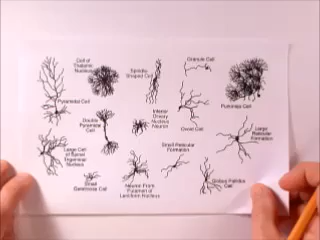 Cell of
Thalamic
Nucleus
Spindle
Shaped Cell
Granule Cell
Pyramidal Cell
Purkinje Cell
Double
Pyramidal
Cell
Inferior
Olivary
Nucleus
Neuron
Ovoid Cell
Large
Reticular
Formation
Large Cell
of Spinal
Trigeminal
Nucleus
Small Reticular
Formation
Small
Gelatinosa Cell
Neuron From
Putamen of
Lentiform Nucleus
Globus Pallidus
Cell